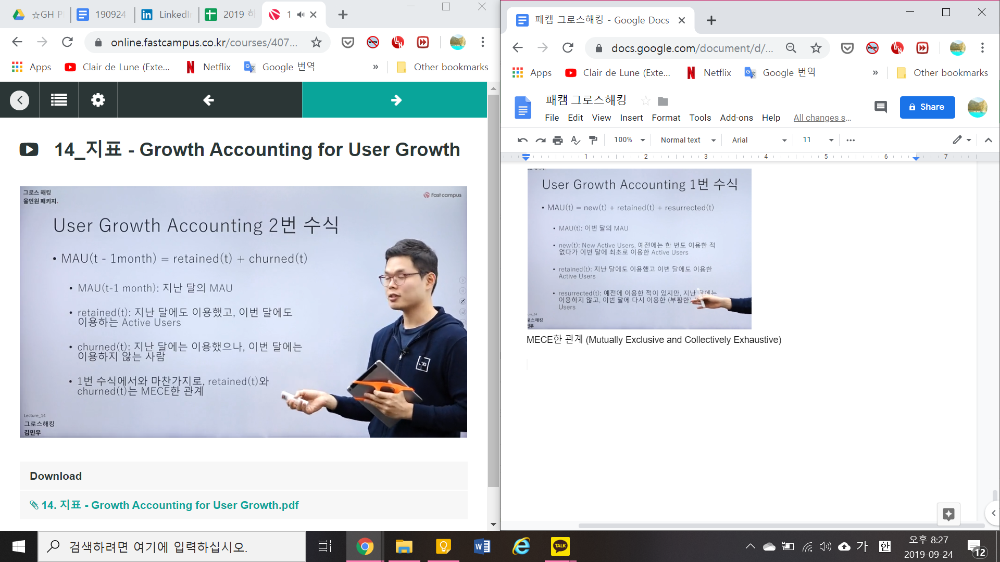 ☆GH P
190924
LinkedIn
2019 하
1
online.fastcampus.co.kr/courses/407...
Apps
Clair de Lune (Exte...
Netflix
Google 번역
»
Other bookmarks
14_지표 - Growth Accounting for User Growth
그로스 해킹
올인원 패키지.
Fast campus
User Growth Accounting 2번 수식
• MAU(t - 1month) = retained(t) + churned(t)
• MAU(t-1 month): 지난 달의 MAU
• retained(t): 지난 달에도 이용했고, 이번 달에도
이용하는 Active Users
• churned(t): 지난 달에는 이용했으나, 이번 달에는
이용하지 않는 사람
• 1번 수식에서와 마찬가지로, retained(t)와
churned(t)는 MECE한 관계
Lecture_14
그로스해킹
김민우
Download
14. 지표 - Growth Accounting for User Growth.pdf
패캠 그로스해킹 - Google Docs
docs.google.com/document/d/...
Apps
Clair de Lune (Exte...
Netflix
Google 번역
»
Other bookmarks
패캠 그로스해킹
Share
File Edit View Insert Format Tools Add-ons Help All changes s...
100% Normal text Arial 11
1 2 3 4 5 6 7
User Growth Accounting 1번 수식
• MAU(t) = new(t) + retained(t) + resurrected(t)
• MAU(t): 이번 달의 MAU
• new(t): New Active Users, 예전에는 한 번도 이용한 적
없다가 이번 달에 최초로 이용한 Active Users
• retained(t): 지난 달에도 이용했고 이번 달에도 이용한
Active Users
• resurrected(t): 예전에 이용한 적이 있지만, 지난 달에는
이용하지 않고, 이번 달에 다시 이용한 (부활한)
Users
MECE한 관계 (Mutually Exclusive and Collectively Exhaustive)
검색하려면 여기에 입력하십시오.
TALK
가
한
오후 8:27
2019-09-24
12